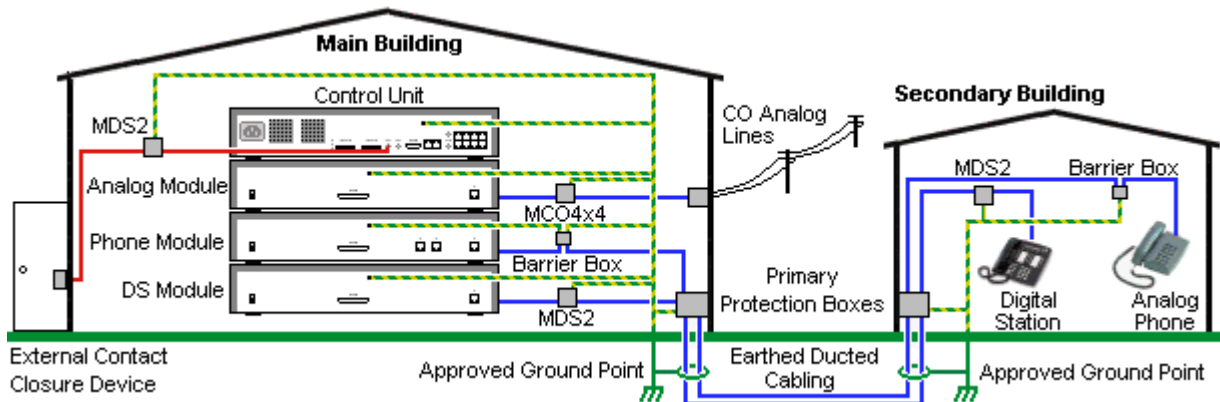 Main Building
Control Unit
MDS2
CO Analog
Lines
Secondary Building
MDS2
Barrier Box
Analog Module
MCO4x4
Phone Module
Barrier Box
DS Module
MDS2
Primary
Protection Boxes
Digital
Station
Analog
Phone
External Contact
Closure Device
Approved Ground Point
Earthed Ducted
Cabling
Approved Ground Point